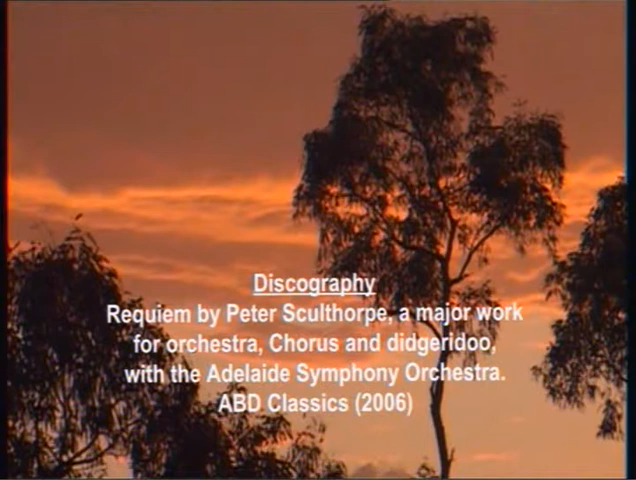 Discography
Requiem by Peter Sculthorpe, a major work
for orchestra, Chorus and didgeridoo,
with the Adelaide Symphony Orchestra.
ABD Classics (2006)